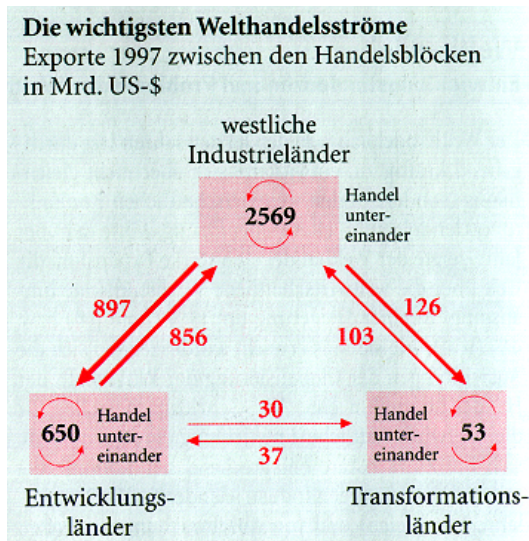 Die wichtigsten Welthandelsströme
Exporte 1997 zwischen den Handelsblöcken
in Mrd. US-$
westliche
Industrieländer
2569
Handel
unter-
einander
897
856
126
103
650
Handel
unter-
einander
30
37
Handel
unter-
einander
53
Entwicklungs-
länder
Transformations-
länder